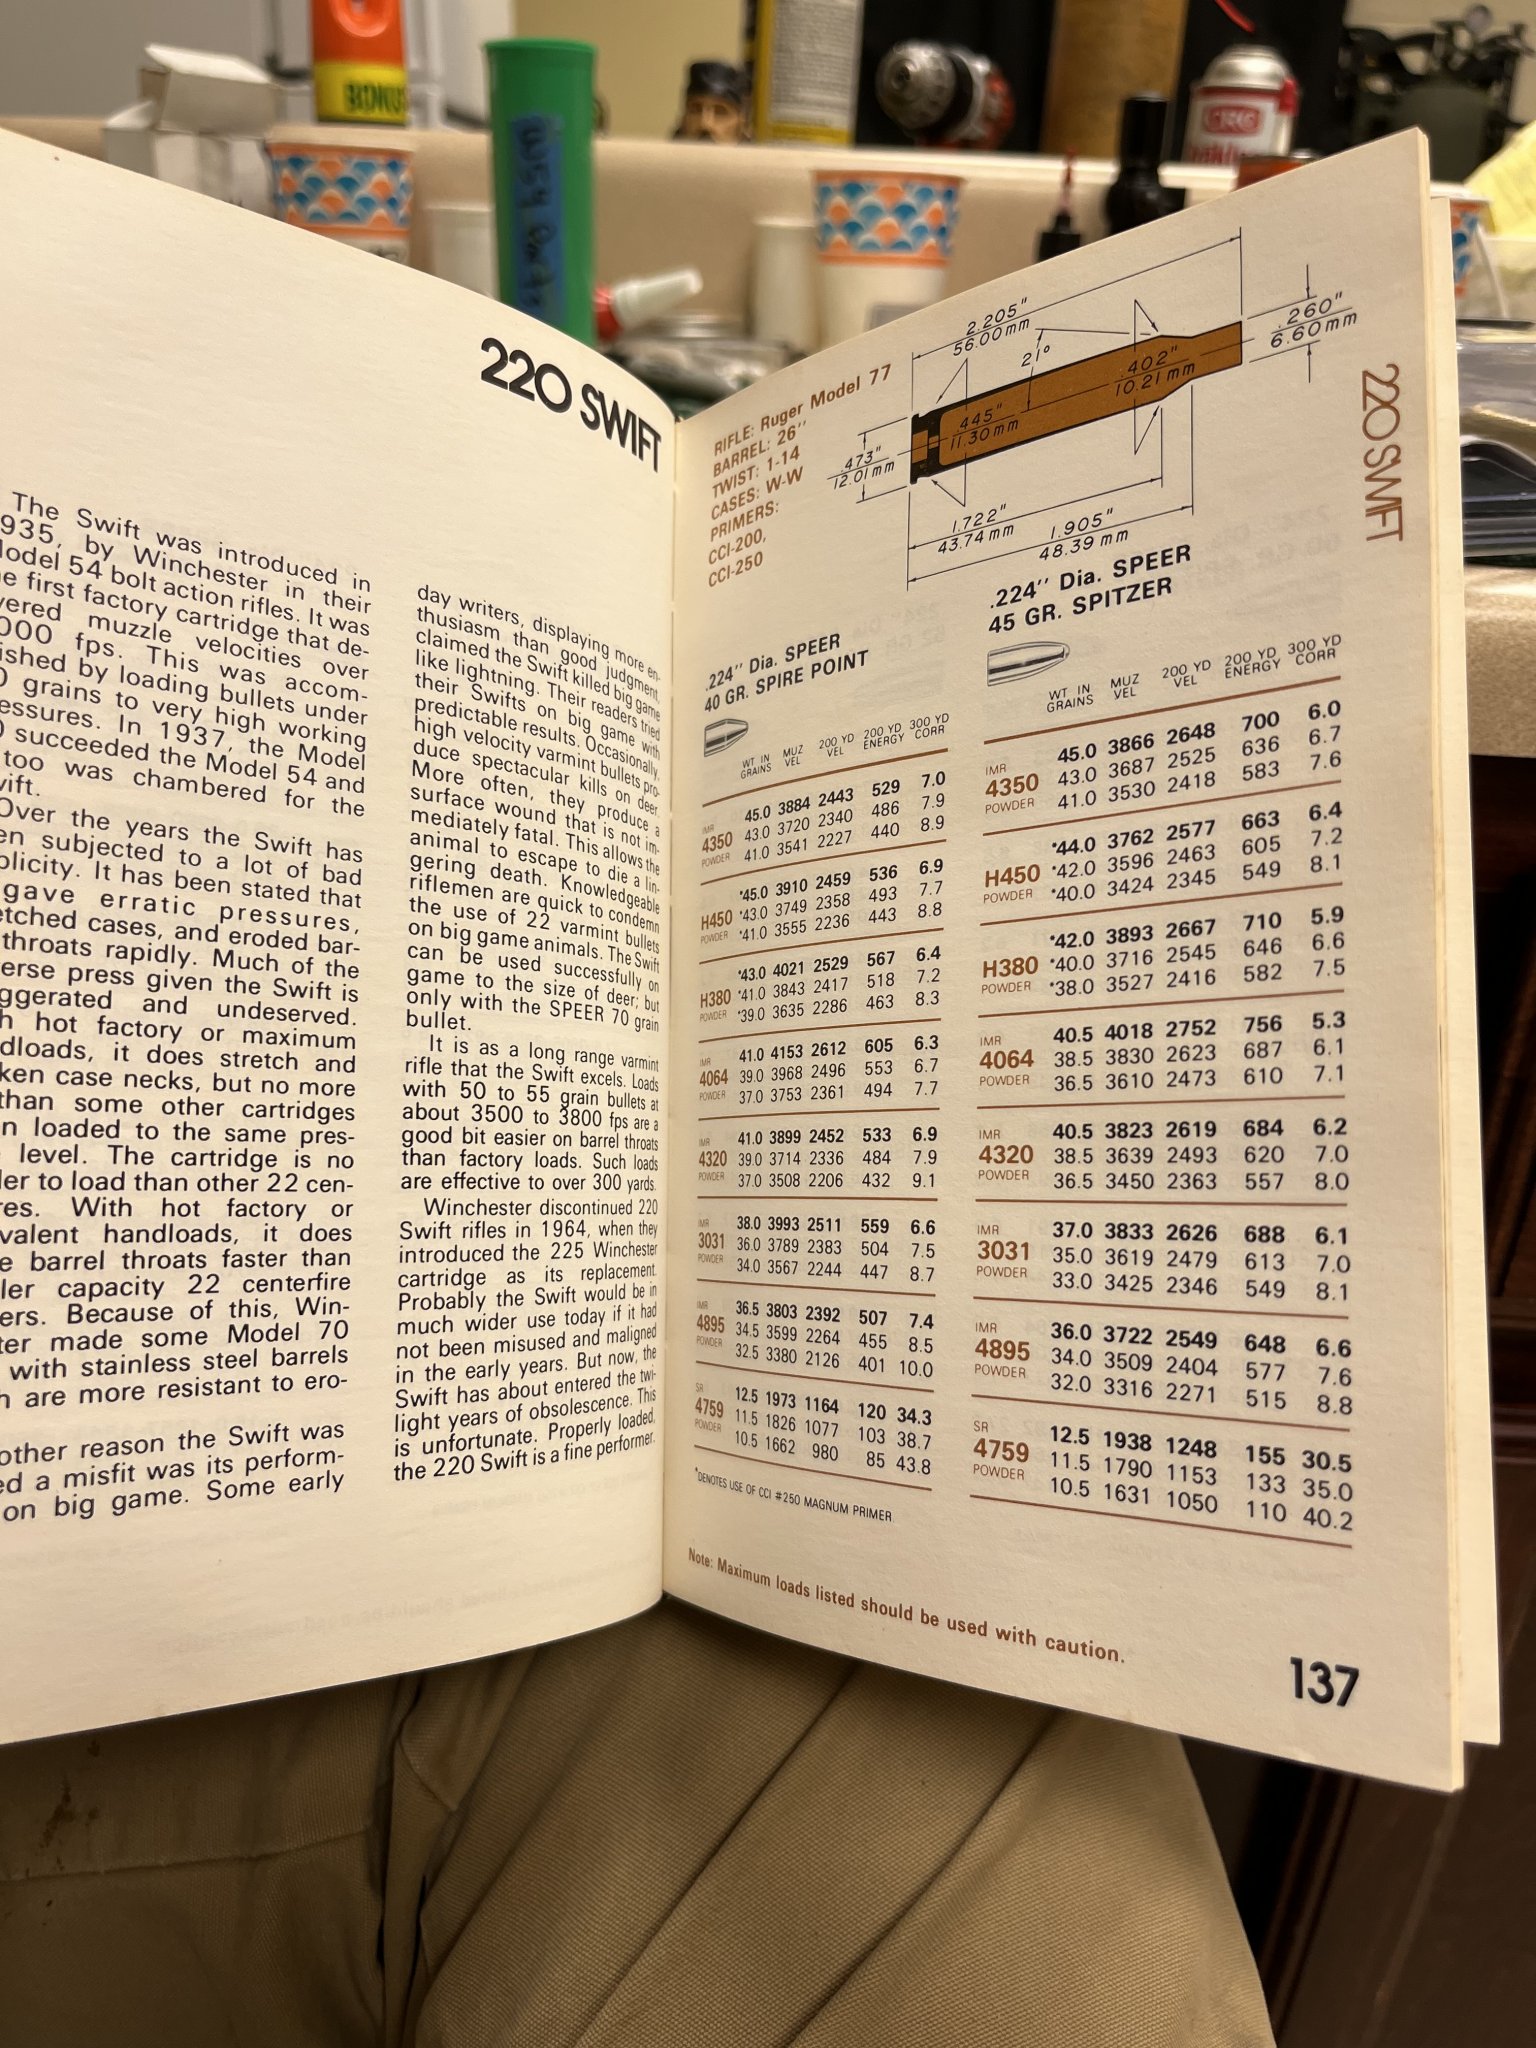 BONUS
CRC
220 SWIFT
The Swift was introduced in
935, by Winchester in their
odel 54 bolt action rifles. It was
e first factory cartridge that de-
vered muzzle velocities over
000 fps. This was accom-
ished by loading bullets under
0 grains to very high working
essures. In 1937, the Model
0 succeeded the Model 54 and
too was chambered for the
wift.
Over the years the Swift has
en subjected to a lot of bad
blicity. It has been stated that
gave erratic pressures,
etched cases, and eroded bar-
throats rapidly. Much of the
erse press given the Swift is
ggerated and undeserved.
h hot factory or maximum
dloads, it does stretch and
ken case necks, but no more
than some other cartridges
n loaded to the same pres-
level. The cartridge is no
der to load than other 22 cen-
res. With hot factory or
valent handloads, it does
e barrel throats faster than
ller capacity 22 centerfire
ers. Because of this, Win-
ter made some Model 70
with stainless steel barrels
h are more resistant to ero-
other reason the Swift was
ed a misfit was its perform-
on big game. Some early
day writers, displaying more en-
thusiasm than good judgment,
claimed the Swift killed big game
like lightning. Their readers tried
their Swifts on big game with
predictable results. Occasionally,
high velocity varmint bullets pro-
duce spectacular kills on deer.
More often, they produce a
surface wound that is not im-
mediately fatal. This allows the
animal to escape to die a lin-
gering death. Knowledgeable
riflemen are quick to condemn
the use of 22 varmint bullets
on big game animals. The Swift
can be used successfully on
game to the size of deer; but
only with the SPEER 70 grain
bullet.
It is as a long range varmint
rifle that the Swift excels. Loads
with 50 to 55 grain bullets at
about 3500 to 3800 fps are a
good bit easier on barrel throats
than factory loads. Such loads
are effective to over 300 yards.
Winchester discontinued 220
Swift rifles in 1964, when they
introduced the 225 Winchester
cartridge as its replacement.
Probably the Swift would be in
much wider use today if it had
not been misused and maligned
in the early years. But now, the
Swift has about entered the twi-
light years of obsolescence. This
is unfortunate. Properly loaded,
the 220 Swift is a fine performer.
RIFLE: Ruger Model 77
BARREL: 26"
TWIST: 1-14
CASES: W-W
PRIMERS:
CCI-200,
CCI-250
2.205"
56.00mm
21°
.260"
6.60mm
.402"
10.21mm
.445"
11.30mm
.473"
12.01mm
1.722"
43.74mm
1.905"
48.39mm
220 SWIFT
.224" Dia. SPEER
40 GR. SPIRE POINT
WT IN GRAINS MUZ VEL 200 YD VEL 200 YD ENERGY 300 YD CORR
IMR 4350 POWDER
45.0 3884 2443 529 7.0
43.0 3720 2340 486 7.9
41.0 3541 2227 440 8.9
H450 POWDER
*45.0 3910 2459 536 6.9
*43.0 3749 2358 493 7.7
*41.0 3555 2236 443 8.8
H380 POWDER
*43.0 4021 2529 567 6.4
*41.0 3843 2417 518 7.2
*39.0 3635 2286 463 8.3
IMR 4064 POWDER
41.0 4153 2612 605 6.3
39.0 3968 2496 553 6.7
37.0 3753 2361 494 7.7
IMR 4320 POWDER
41.0 3899 2452 533 6.9
39.0 3714 2336 484 7.9
37.0 3508 2206 432 9.1
IMR 3031 POWDER
38.0 3993 2511 559 6.6
36.0 3789 2383 504 7.5
34.0 3567 2244 447 8.7
IMR 4895 POWDER
36.5 3803 2392 507 7.4
34.5 3599 2264 455 8.5
32.5 3380 2126 401 10.0
SR 4759 POWDER
12.5 1973 1164 120 34.3
11.5 1826 1077 103 38.7
10.5 1662 980 85 43.8
*DENOTES USE OF CCI #250 MAGNUM PRIMER
.224" Dia. SPEER
45 GR. SPITZER
WT IN GRAINS MUZ VEL 200 YD VEL 200 YD ENERGY 300 YD CORR
IMR 4350 POWDER
45.0 3866 2648 700 6.0
43.0 3687 2525 636 6.7
41.0 3530 2418 583 7.6
H450 POWDER
*44.0 3762 2577 663 6.4
*42.0 3596 2463 605 7.2
*40.0 3424 2345 549 8.1
H380 POWDER
*42.0 3893 2667 710 5.9
*40.0 3716 2545 646 6.6
*38.0 3527 2416 582 7.5
IMR 4064 POWDER
40.5 4018 2752 756 5.3
38.5 3830 2623 687 6.1
36.5 3610 2473 610 7.1
IMR 4320 POWDER
40.5 3823 2619 684 6.2
38.5 3639 2493 620 7.0
36.5 3450 2363 557 8.0
IMR 3031 POWDER
37.0 3833 2626 688 6.1
35.0 3619 2479 613 7.0
33.0 3425 2346 549 8.1
IMR 4895 POWDER
36.0 3722 2549 648 6.6
34.0 3509 2404 577 7.6
32.0 3316 2271 515 8.8
SR 4759 POWDER
12.5 1938 1248 155 30.5
11.5 1790 1153 133 35.0
10.5 1631 1050 110 40.2
Note: Maximum loads listed should be used with caution.
137